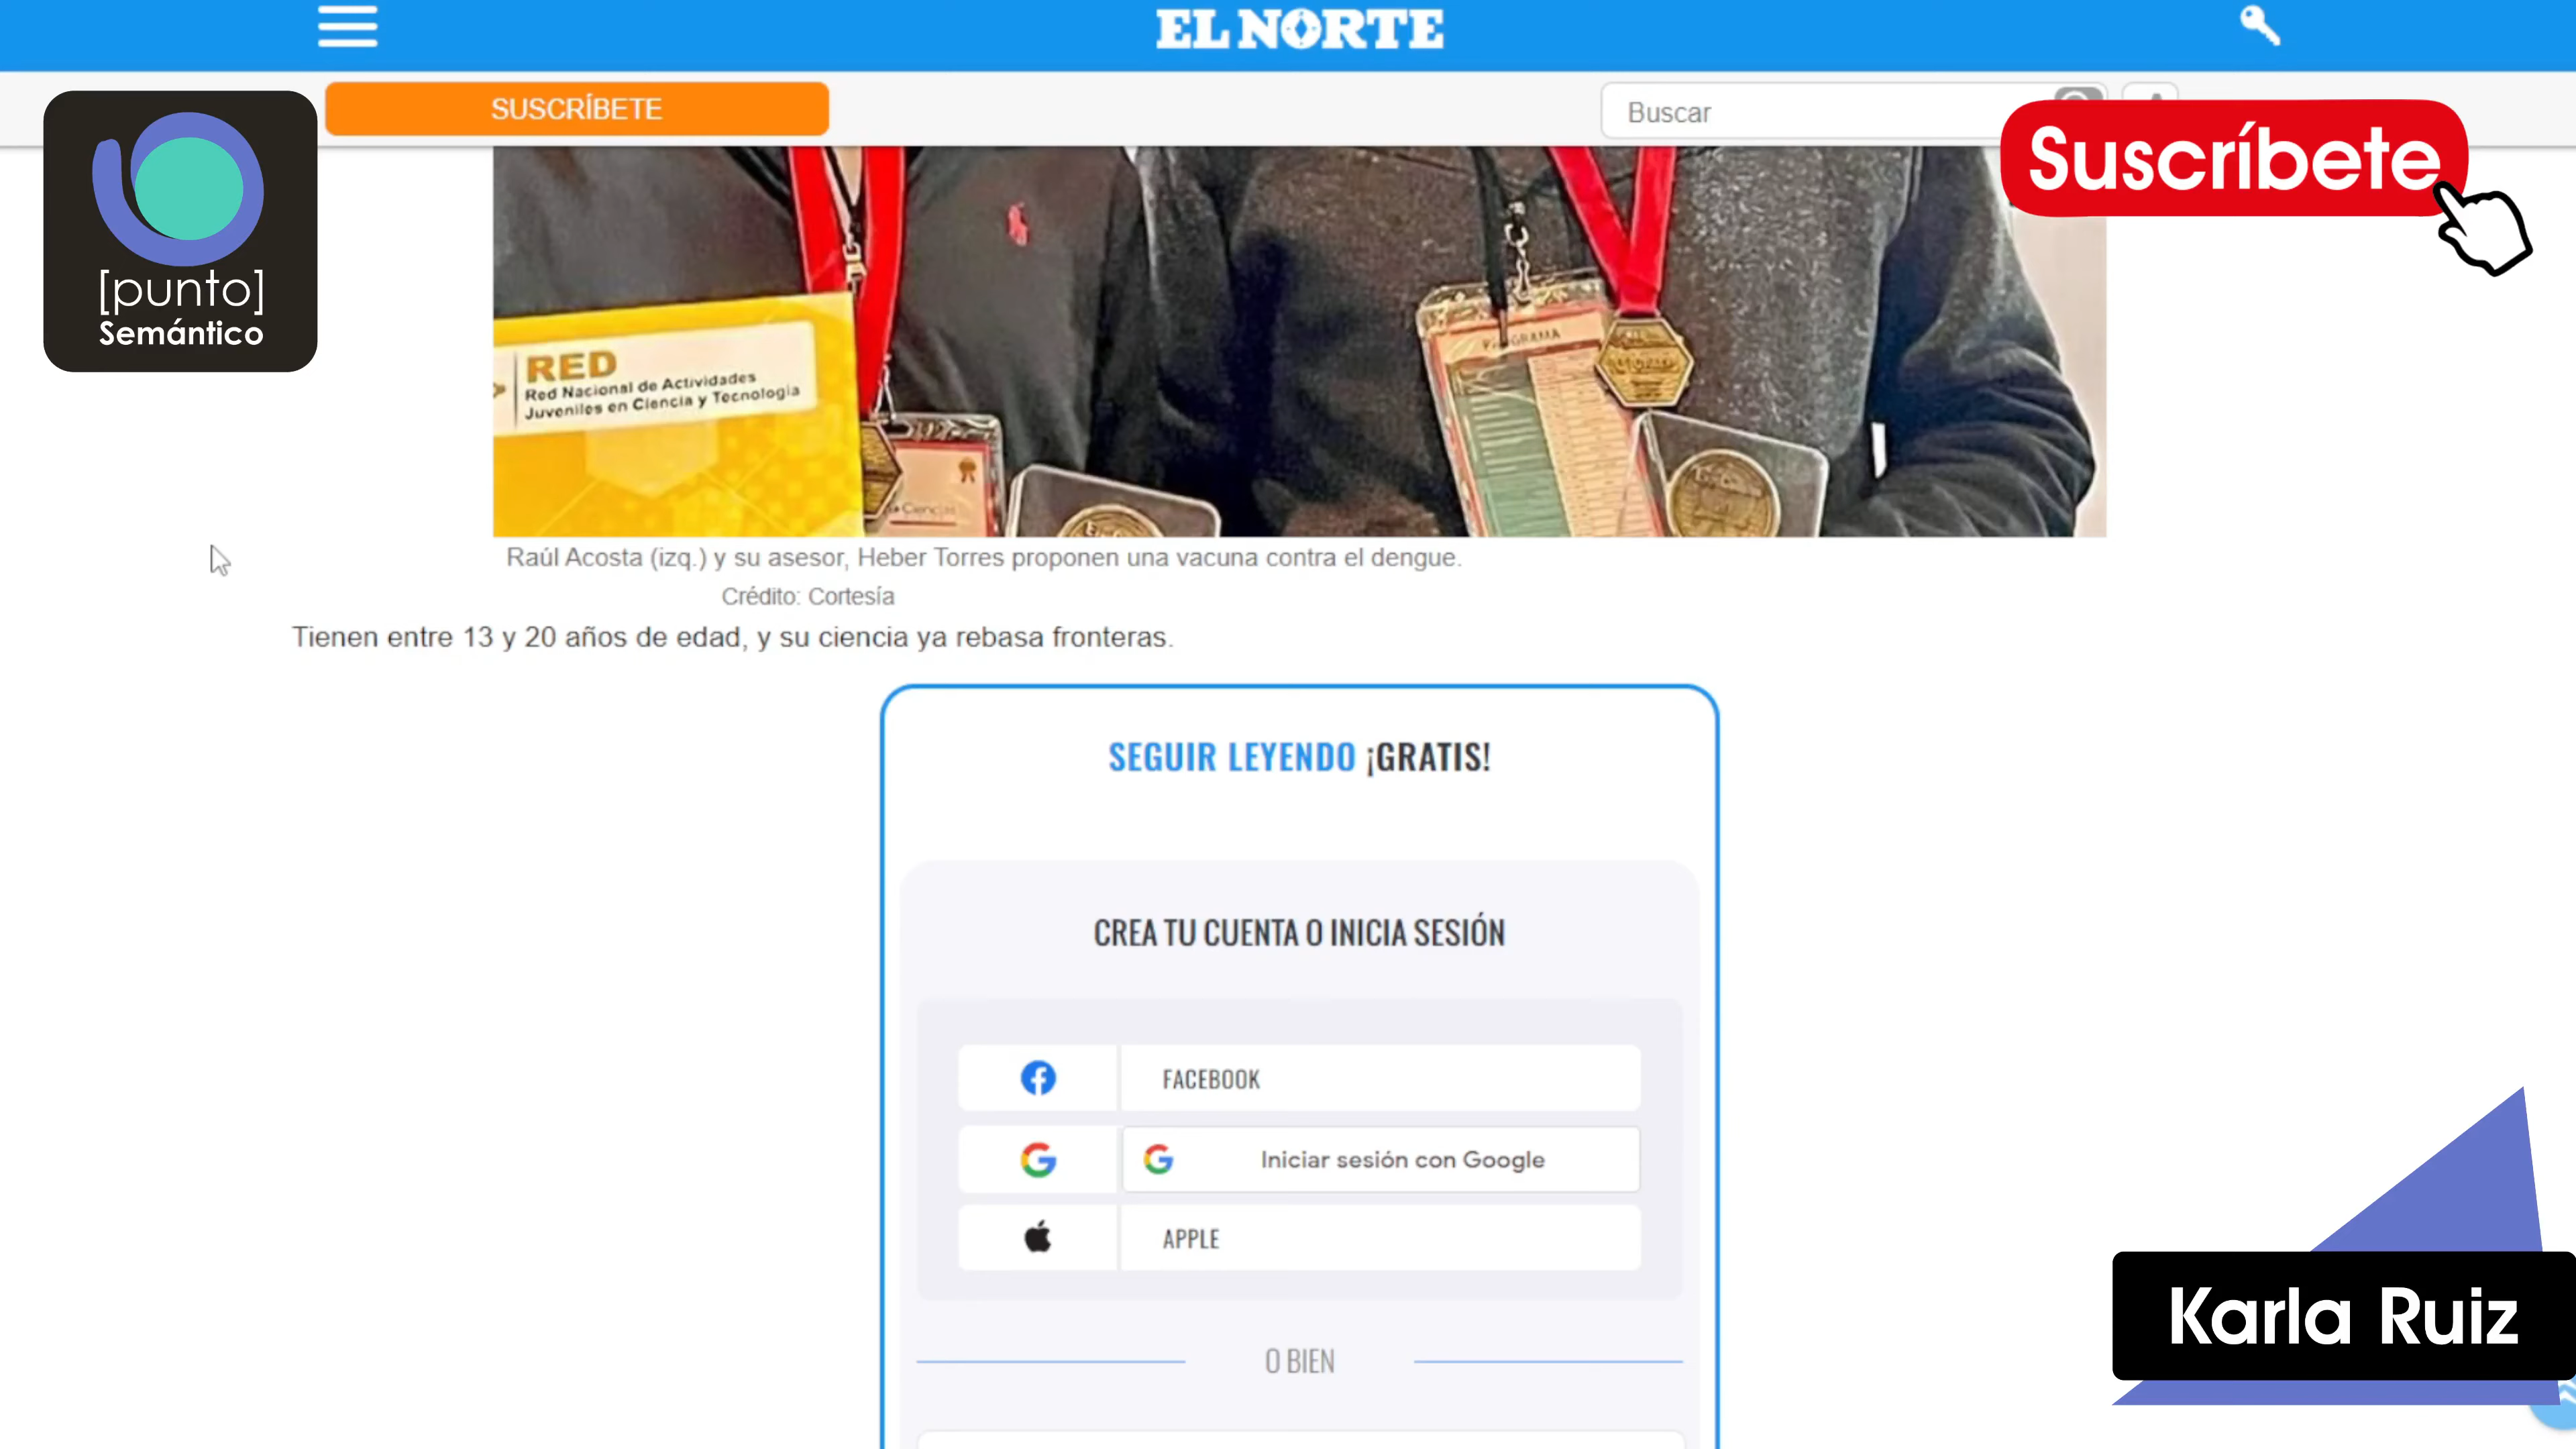 EL NORTE
SUSCRÍBETE
Buscar
Suscríbete
[punto]
Semántico
RED
Red Nacional de Actividades
Juveniles en Ciencia y Tecnología
PROGRAMA
Ciencias
Raúl Acosta (izq.) y su asesor, Heber Torres proponen una vacuna contra el dengue.
Crédito: Cortesía
Tienen entre 13 y 20 años de edad, y su ciencia ya rebasa fronteras.
SEGUIR LEYENDO ¡GRATIS!
CREA TU CUENTA O INICIA SESIÓN
FACEBOOK
Iniciar sesión con Google
APPLE
O BIEN
Karla Ruiz